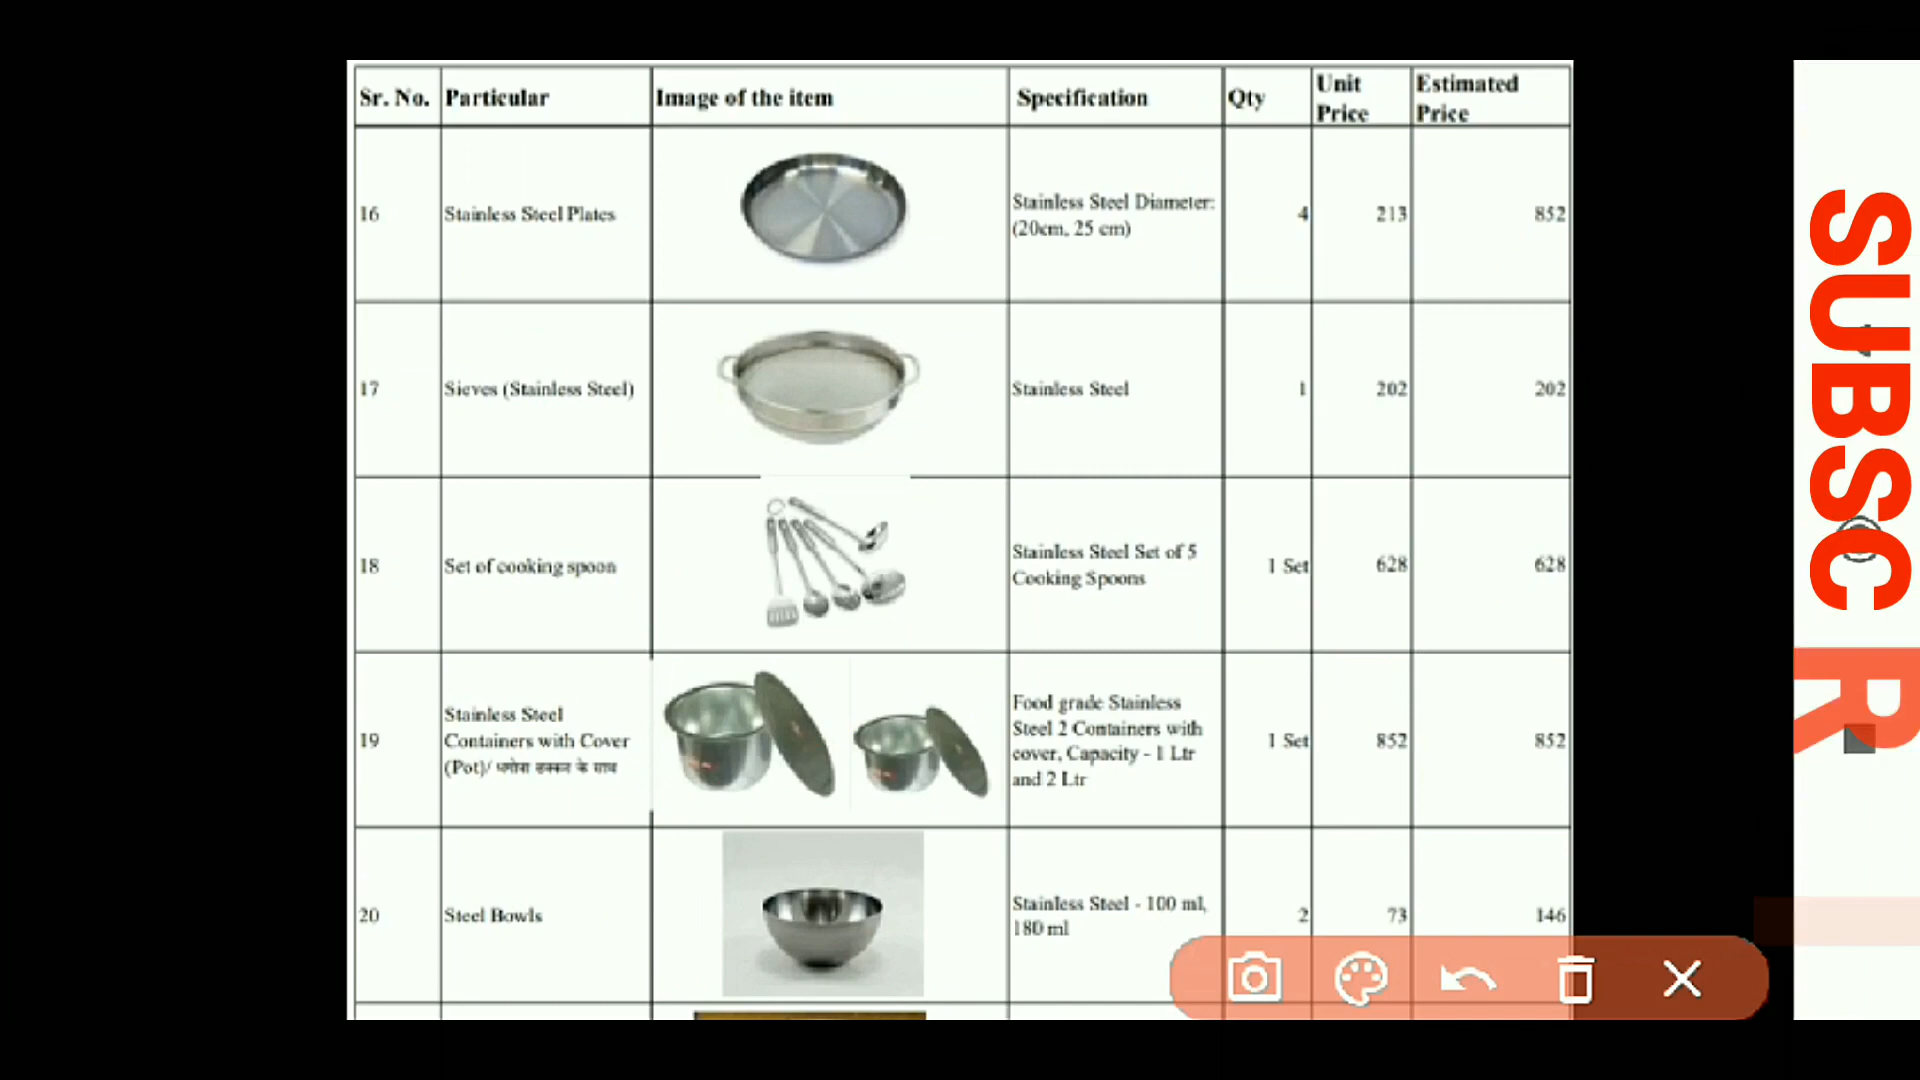 Sr. No. Particular Image of the item Specification Qty Unit Price Estimated Price
16 Stainless Steel Plates Stainless Steel Diameter: (20cm, 25 cm) 4 213 852
17 Sieves (Stainless Steel) Stainless Steel 1 202 202
18 Set of cooking spoon Stainless Steel Set of 5 Cooking Spoons 1 Set 628 628
19 Stainless Steel Containers with Cover (Pot)/ ढक्कन के साथ Food grade Stainless Steel 2 Containers with cover, Capacity - 1 Ltr and 2 Ltr 1 Set 852 852
20 Steel Bowls Stainless Steel - 100 ml, 180 ml 2 73 146
SUBSC R